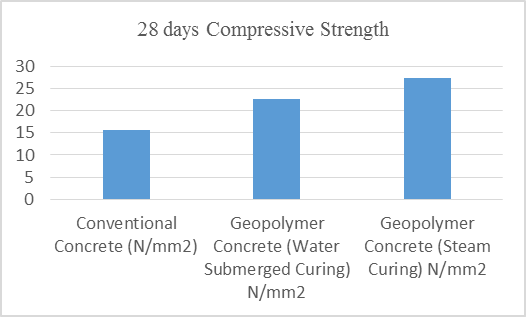 28 days Compressive Strength
30
25
20
15
10
5
0
Conventional
Concrete (N/mm2)
Geopolymer
Concrete (Water
Submerged Curing)
N/mm2
Geopolymer
Concrete (Steam
Curing) N/mm2